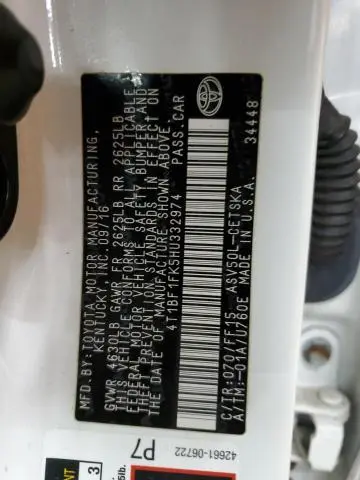 MFD. BY:TOYOTA MOTOR MANUFACTURING,
KENTUCKY, INC. 09/16
GVWR 4630LB GAWR FR 2625LB RR 2625LB
THIS VEHICLE CONFORMS TO ALL APPLICABLE
FEDERAL MOTOR VEHICLE SAFETY, BUMPER, AND
THEFT PREVENTION STANDARDS IN EFFECT ON
THE DATE OF MANUFACTURE SHOWN ABOVE.
4T1BF1FK5HU332974 PASS.CAR
C/TR:070/FF15 ASV50L-CETSKA
A/TM:-01A/U760E MADE IN U.S.A. 34448
42661-06722
P7